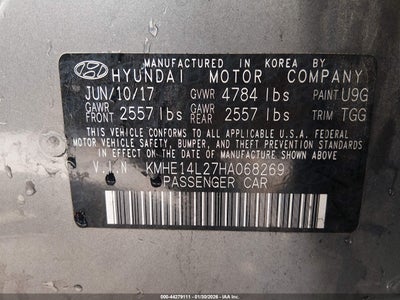 MANUFACTURED IN KOREA BY
HYUNDAI MOTOR COMPANY
JUN/10/17 GVWR 4784 lbs PAINT U9G
GAWR FRONT 2557 lbs GAWR REAR 2557 lbs TRIM TGG
THIS VEHICLE CONFORMS TO ALL APPLICABLE U.S.A. FEDERAL
MOTOR VEHICLE SAFETY, BUMPER, AND THEFT PREVENTION
STANDARDS IN EFFECT ON THE DATE OF MANUFACTURE
V.I.N KMHE14L27HA068269
PASSENGER CAR
000-44279111 - 01/30/2026 - IAA Inc.